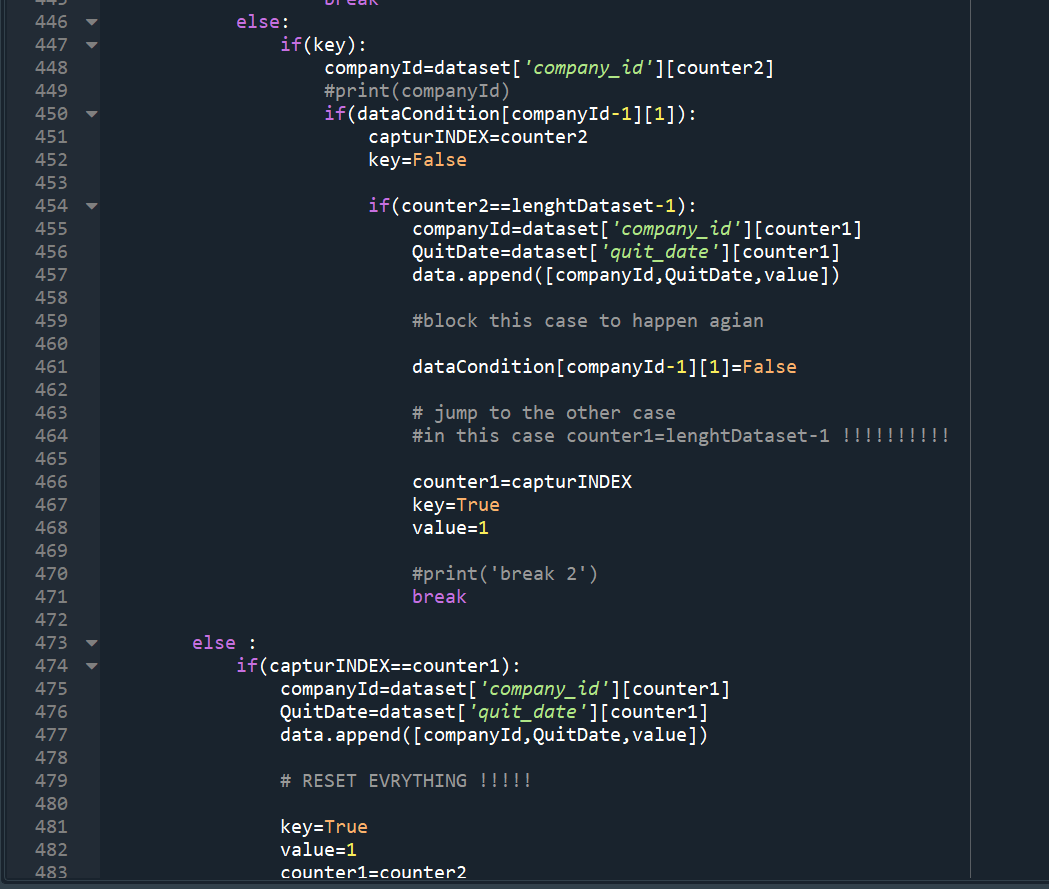 445 break
446 else:
447 if(key):
448 companyId=dataset['company_id'][counter2]
449 #print(companyId)
450 if(dataCondition[companyId-1][1]):
451 capturINDEX=counter2
452 key=False
453
454 if(counter2==lenghtDataset-1):
455 companyId=dataset['company_id'][counter1]
456 QuitDate=dataset['quit_date'][counter1]
457 data.append([companyId,QuitDate,value])
458
459 #block this case to happen agian
460
461 dataCondition[companyId-1][1]=False
462
463 # jump to the other case
464 #in this case counter1=lenghtDataset-1 !!!!!!!!!!
465
466 counter1=capturINDEX
467 key=True
468 value=1
469
470 #print('break 2')
471 break
472
473 else :
474 if(capturINDEX==counter1):
475 companyId=dataset['company_id'][counter1]
476 QuitDate=dataset['quit_date'][counter1]
477 data.append([companyId,QuitDate,value])
478
479 # RESET EVRYTHING !!!!!
480
481 key=True
482 value=1
483 counter1=counter2